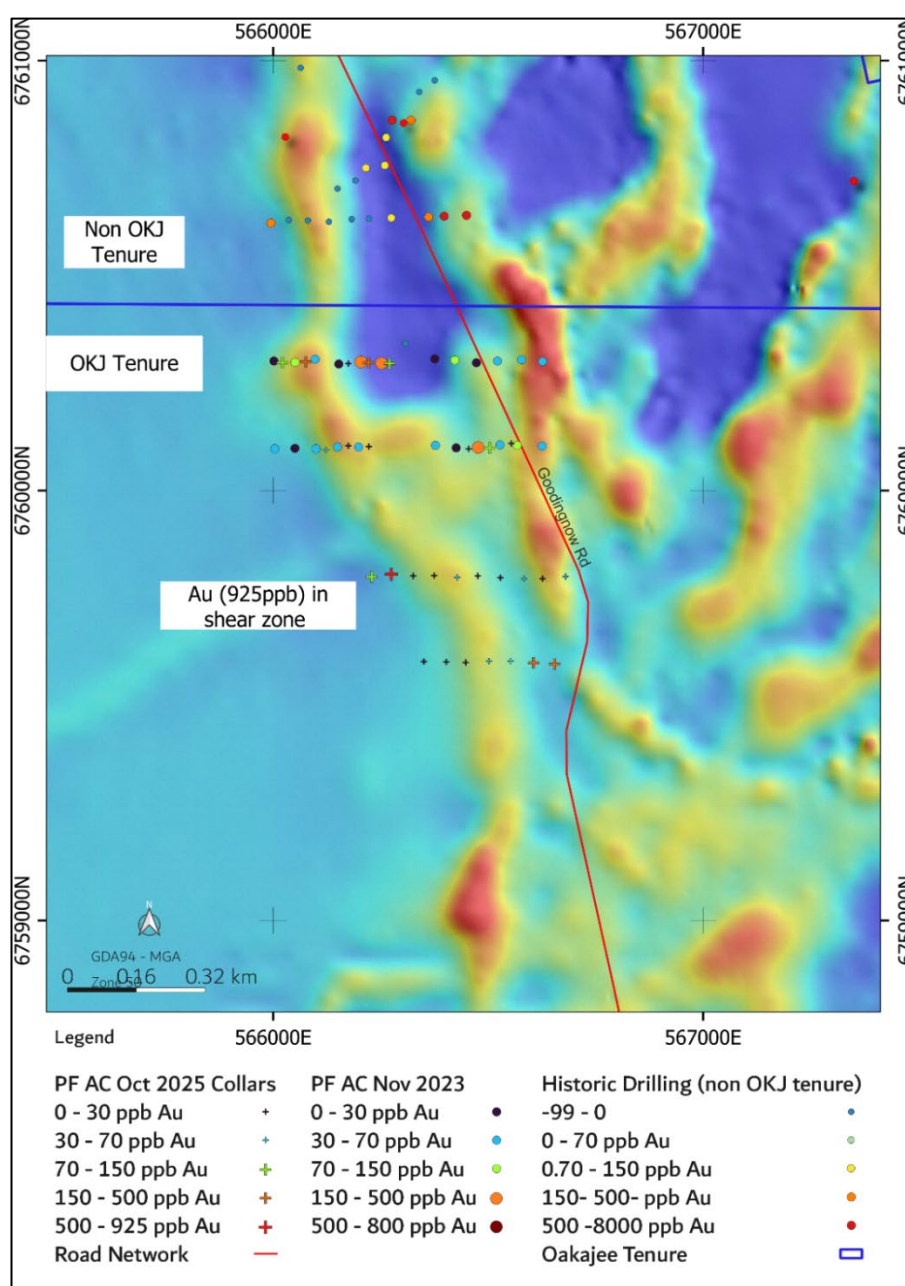 566000E
567000E
6761000N
6761000N
Non OKJ
Tenure
OKJ Tenure
6760000N
6760000N
Goodingnow Rd
Au (925ppb) in
shear zone
6759000N
6759000N
N
GDA94 - MGA
Zone 50
0 0.16 0.32 km
566000E
567000E
Legend
PF AC Oct 2025 Collars
0 - 30 ppb Au
30 - 70 ppb Au
70 - 150 ppb Au
150 - 500 ppb Au
500 - 925 ppb Au
Road Network
PF AC Nov 2023
0 - 30 ppb Au
30 - 70 ppb Au
70 - 150 ppb Au
150 - 500 ppb Au
500 - 800 ppb Au
Historic Drilling (non OKJ tenure)
-99 - 0
0 - 70 ppb Au
0.70 - 150 ppb Au
150- 500- ppb Au
500 -8000 ppb Au
Oakajee Tenure